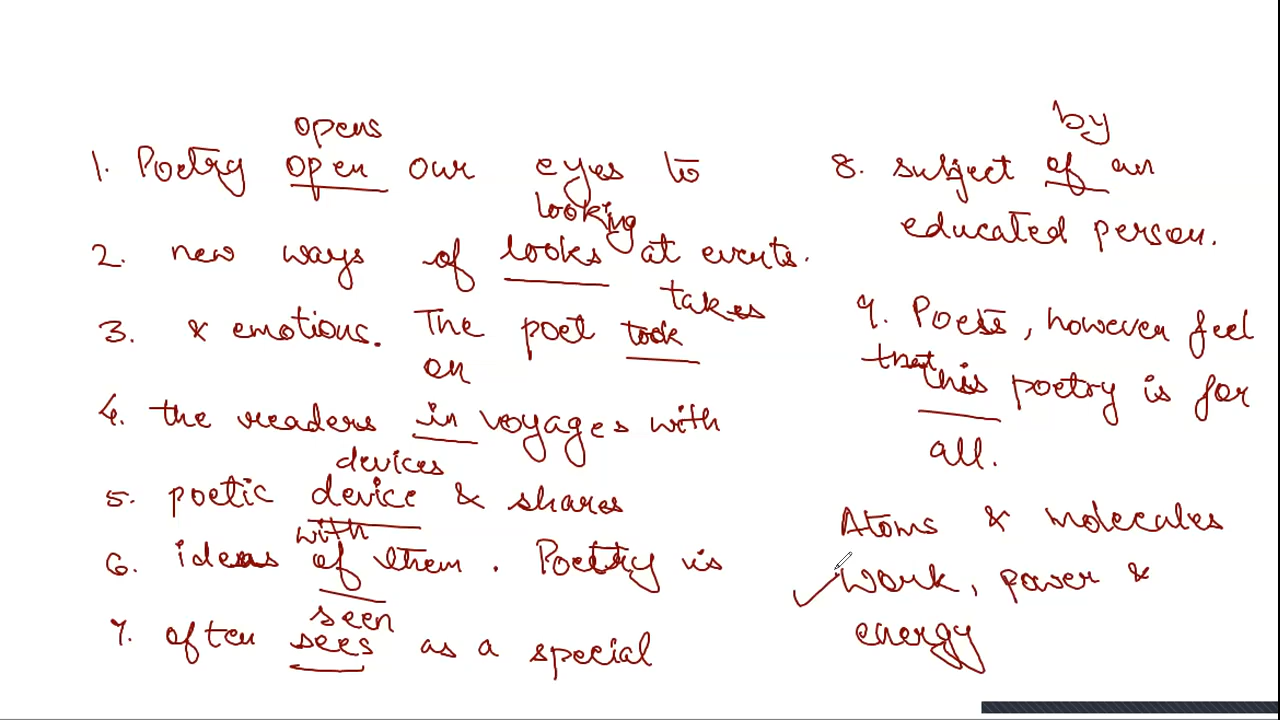 opens
1. Poetry open our eyes to
looking
2. new ways of looks at events.
takes
3. & emotions. The poet took
on
4. the readers in voyages with
devices
5. poetic device & shares
with
6. ideas of them. Poetry is
seen
7. often sees as a special
by
8. subject of an
educated person.
9. Poets, however feel
that
this poetry is for
all.
Atoms & molecules
Work, power &
energy